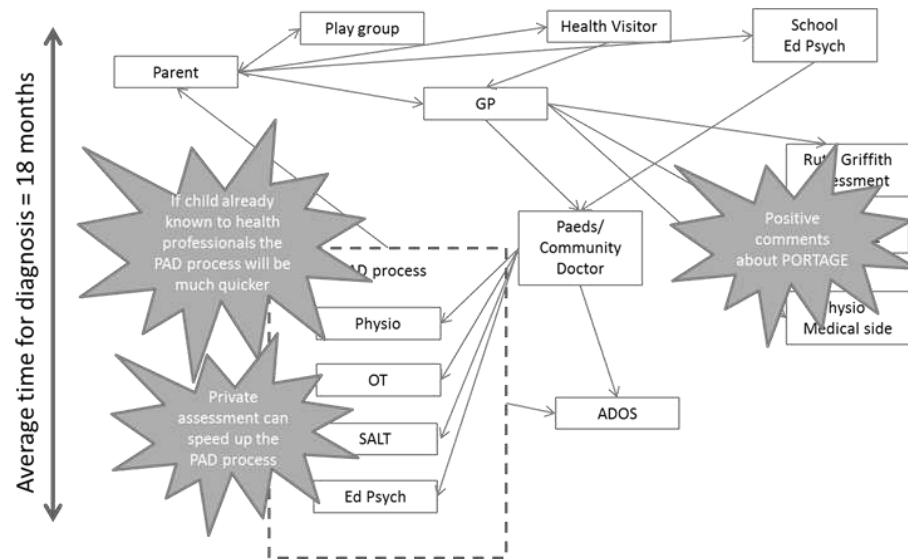 Average time for diagnosis = 18 months
Play group
Health Visitor
School
Ed Psych
Parent
GP
Griffith
Paeds/
Community
Doctor
Positive
comments
about PORTAGE
Medical side
If child already
known to health
professionals the
PAD process will be
much quicker
process
Physio
OT
SALT
Ed Psych
Private
assessment can
speed up the
PAD process
ADOS